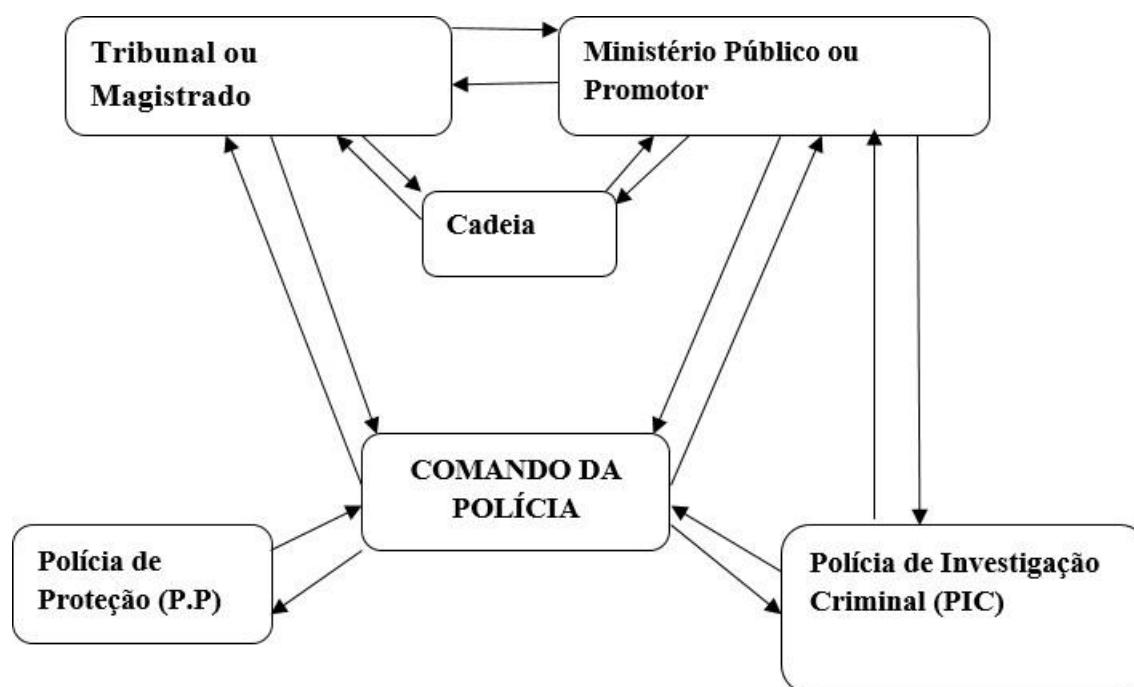 Tribunal ou
Magistrado
Ministério Público ou
Promotor
Cadeia
COMANDO DA
POLÍCIA
Polícia de
Proteção (P.P)
Polícia de Investigação
Criminal (PIC)